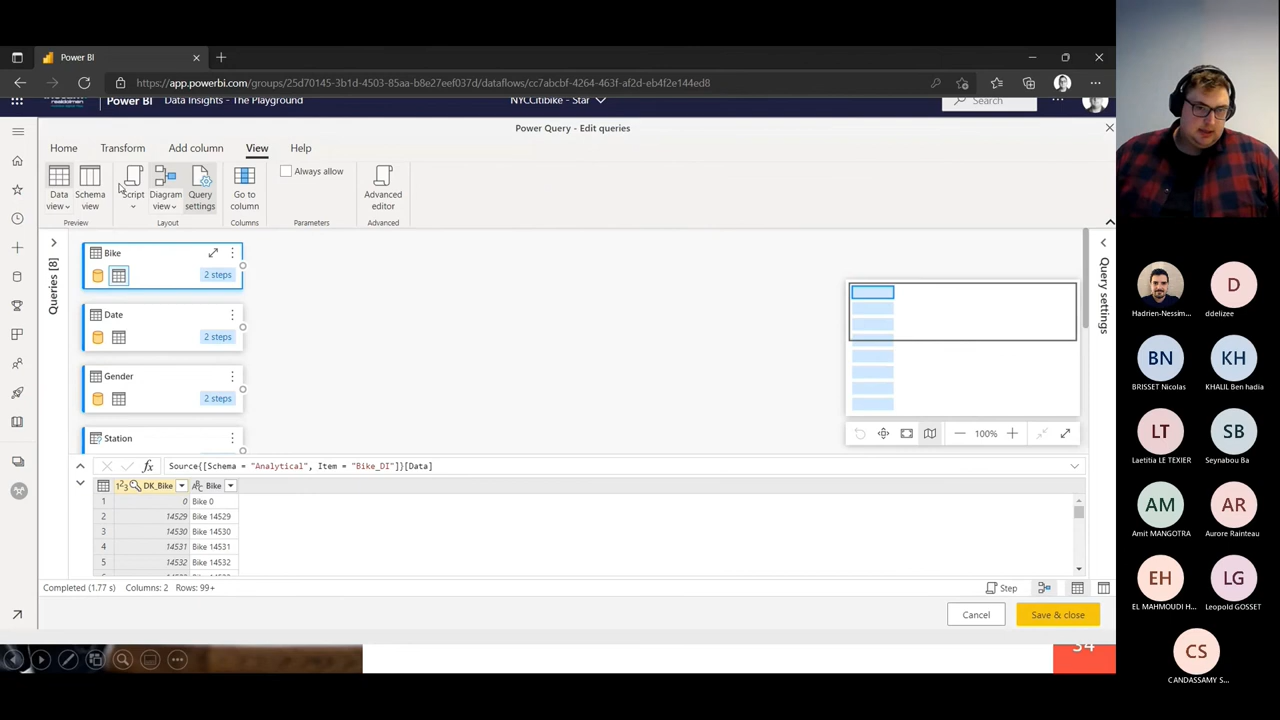 Power BI
https://app.powerbi.com/groups/25d70145-3b1d-4503-85aa-b8e27eef037d/dataflows/cc7abcbf-4264-463f-af2d-eb4f2e144ed8
Power BI Data Insights - The Playground NYCCitibike - Star Search
Power Query - Edit queries
Home Transform Add column View Help
Data view Schema view Script Diagram view Query settings Go to column Always allow Advanced editor
Preview Layout Columns Parameters Advanced
Queries [8]
Query settings
Bike
2 steps
Date
2 steps
Gender
2 steps
Station
100%
fx Source{[Schema = "Analytical", Item = "Bike_DI"]}[Data]
123 DK_Bike ABC Bike
1 0 Bike 0
2 14529 Bike 14529
3 14530 Bike 14530
4 14531 Bike 14531
5 14532 Bike 14532
Completed (1.77 s) Columns: 2 Rows: 99+ Step
Cancel Save & close
34
Hadrien-Nessim...
D
ddelizee
BN
BRISSET Nicolas
KH
KHALIL Ben hadia
LT
Laetitia LE TEXIER
SB
Seynabou Ba
AM
Amit MANGOTRA
AR
Aurore Rainteau
EH
EL MAHMOUDI H...
LG
Leopold GOSSET
CS
CANDASSAMY S...